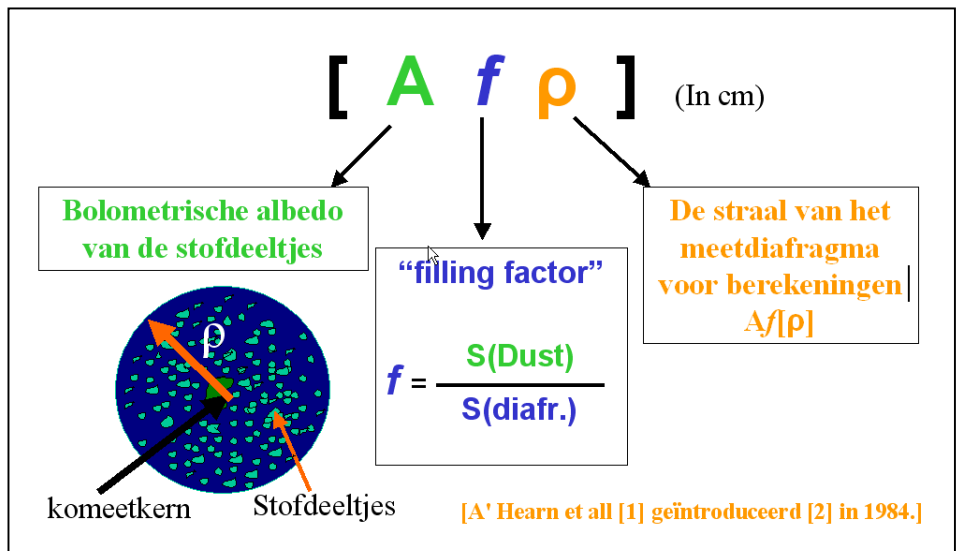 [ A f ρ ] (In cm)
Bolometrische albedo
van de stofdeeltjes
“filling factor”
f = S(Dust)
S(diafr.)
De straal van het
meetdiafragma
voor berekeningen
Af[ρ]
ρ
komeetkern
Stofdeeltjes
[A' Hearn et all [1] geïntroduceerd [2] in 1984.]